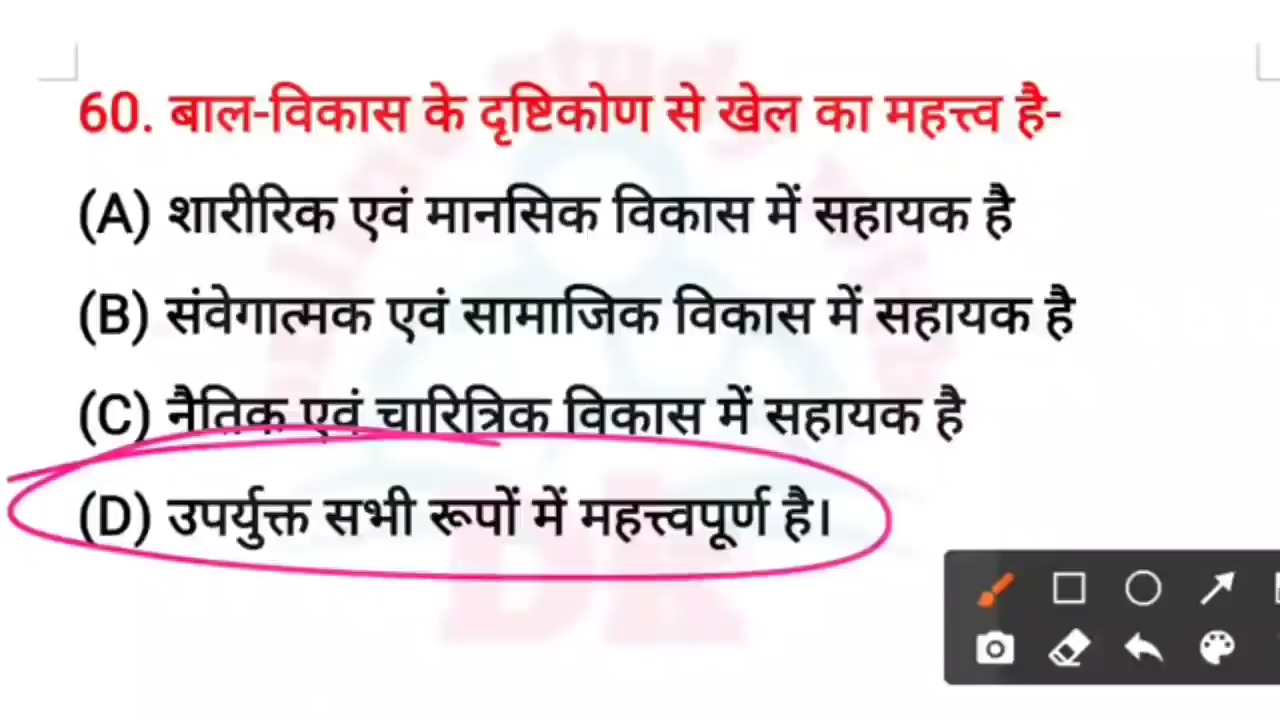 60. बाल-विकास के दृष्टिकोण से खेल का महत्त्व है-
(A) शारीरिक एवं मानसिक विकास में सहायक है
(B) संवेगात्मक एवं सामाजिक विकास में सहायक है
(C) नैतिक एवं चारित्रिक विकास में सहायक है
(D) उपर्युक्त सभी रूपों में महत्त्वपूर्ण है।